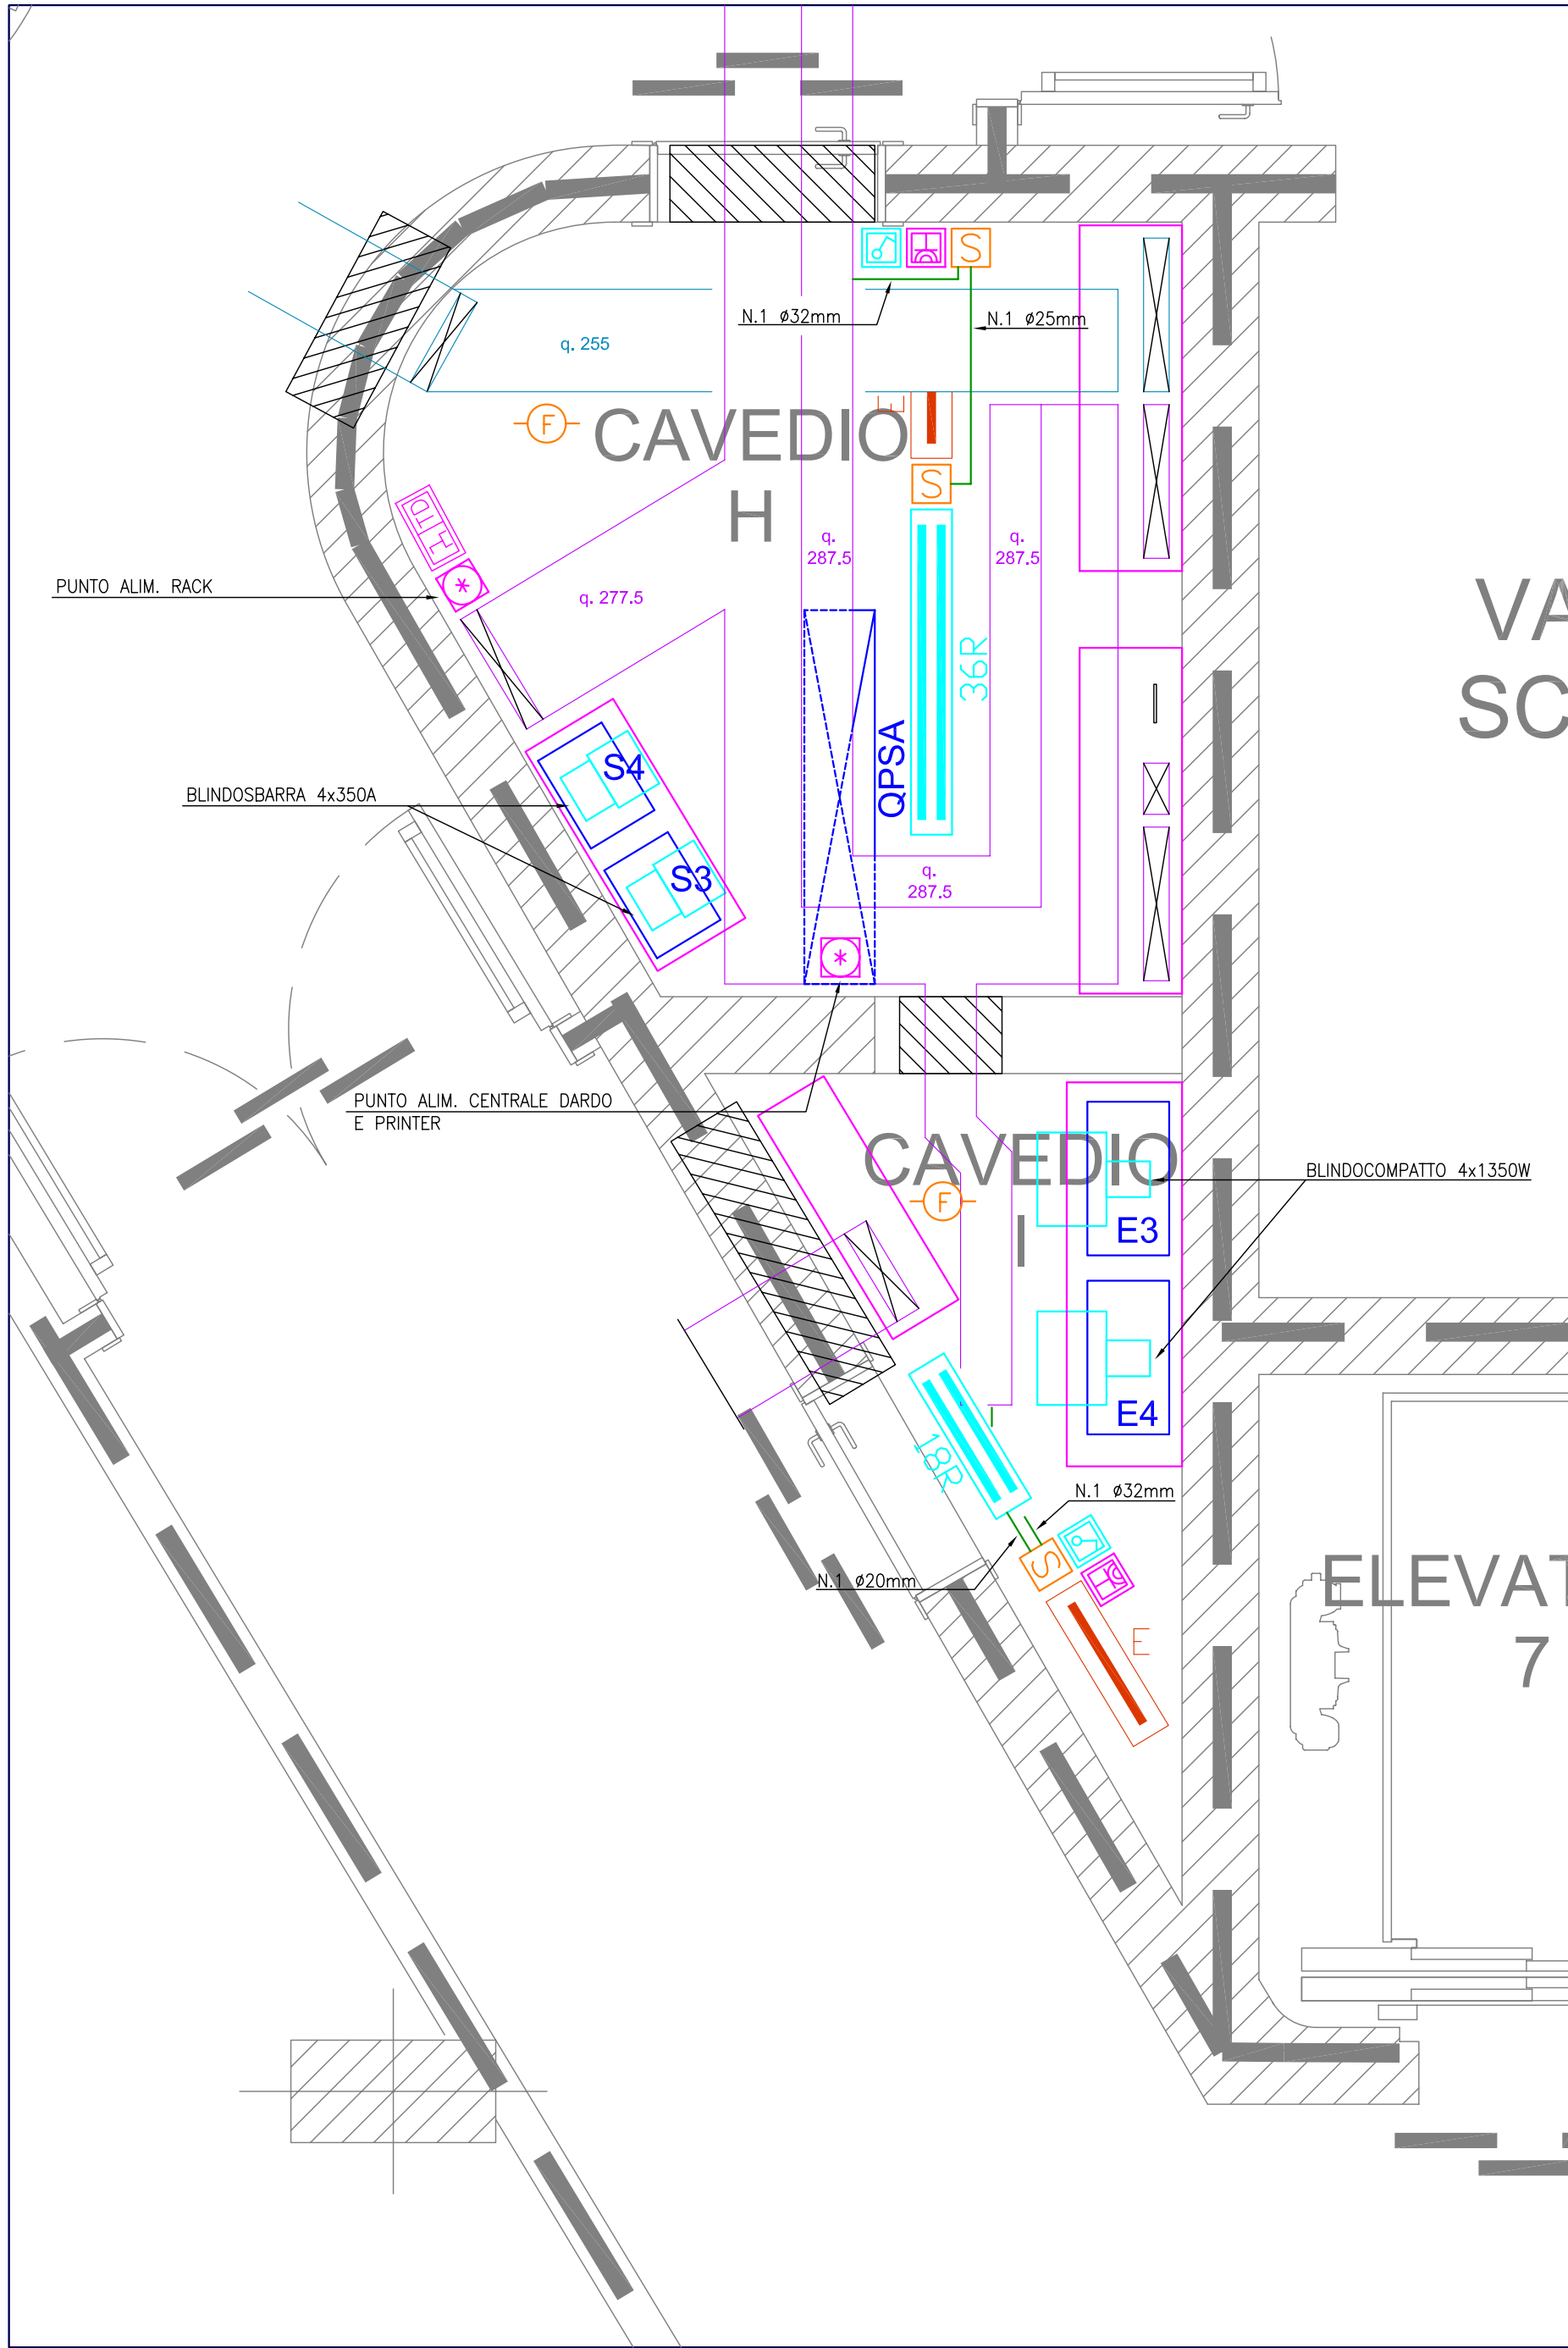 S
N.1 ø32mm
N.1 ø25mm
q. 255
E
F
CAVEDIO
H
S
q.
287.5
q.
287.5
PUNTO ALIM. RACK
*
q. 277.5
36R
VA
SC
QPSA
S4
BLINDOSBARRA 4x350A
S3
q.
287.5
*
PUNTO ALIM. CENTRALE DARDO
E PRINTER
CAVEDIO
I
F
BLINDOCOMPATTO 4x1350W
E3
E4
18R
N.1 ø32mm
S
N.1 ø20mm
E
ELEVAT
7